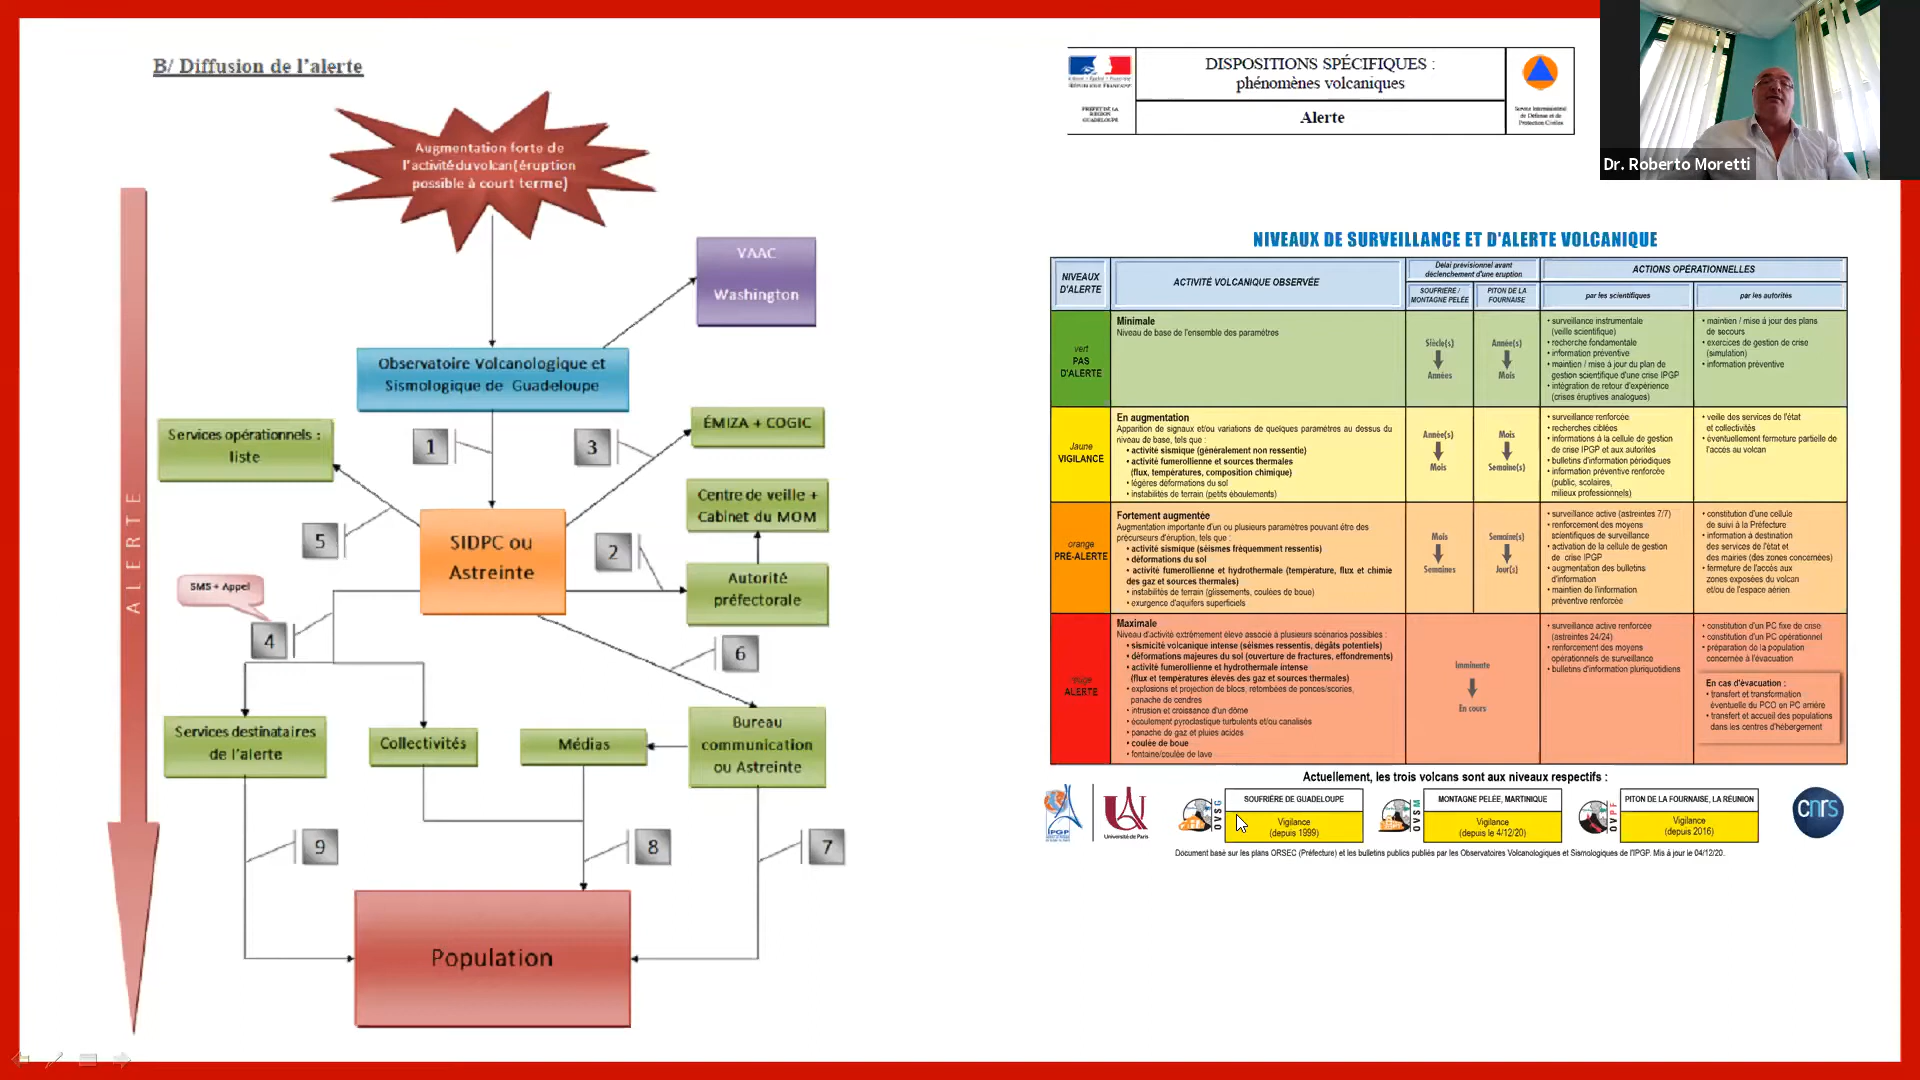 B/ Diffusion de l'alerte
Augmentation forte de
l'activité du volcan (éruption
possible à court terme)
VAAC
Washington
Observatoire Volcanologique et
Sismologique de Guadeloupe
Services opérationnels :
liste
1
3
ÉMIZA + COGIC
Centre de veille +
Cabinet du MOM
5
SIDPC ou
Astreinte
2
Autorité
préfectorale
ALERTE
SMS + Appel
4
6
Services destinataires
de l'alerte
Collectivités
Médias
Bureau
communication
ou Astreinte
9
8
7
Population
DISPOSITIONS SPÉCIFIQUES :
phénomènes volcaniques
Alerte
RÉPUBLIQUE FRANÇAISE
PRÉFET DE LA
RÉGION
GUADELOUPE
Service Interministériel
de Défense et de
Protection Civiles
Dr. Roberto Moretti
NIVEAUX DE SURVEILLANCE ET D'ALERTE VOLCANIQUE
NIVEAUX
D'ALERTE
ACTIVITÉ VOLCANIQUE OBSERVÉE
Délai prévisionnel avant
déclenchement d'une éruption
SOUFRIÈRE /
MONTAGNE PELÉE
PITON DE LA
FOURNAISE
ACTIONS OPÉRATIONNELLES
par les scientifiques
par les autorités
vert
PAS
D'ALERTE
Minimale
Niveau de base de l'ensemble des paramètres
Siècle(s)
Années
Année(s)
Mois
• surveillance instrumentale
(veille scientifique)
• recherche fondamentale
• information préventive
• maintien / mise à jour du plan de
gestion scientifique d'une crise IPGP
• intégration de retour d'expérience
(crises éruptives analogues)
• maintien / mise à jour des plans
de secours
• exercices de gestion de crise
(simulation)
• information préventive
Jaune
VIGILANCE
En augmentation
Apparition de signaux et/ou variations de quelques paramètres au dessus du
niveau de base, tels que :
• activité sismique (généralement non ressentie)
• activité fumerollienne et sources thermales
(flux, températures, composition chimique)
• légères déformations du sol
• instabilités de terrain (petits éboulements)
Année(s)
Mois
Mois
Semaine(s)
• surveillance renforcée
• recherches ciblées
• informations à la cellule de gestion
de crise IPGP et aux autorités
• bulletins d'information périodiques
• information préventive renforcée
(public, scolaires,
milieux professionnels)
• veille des services de l'état
et collectivités
• éventuellement fermeture partielle de
l'accès au volcan
orange
PRÉ-ALERTE
Fortement augmentée
Augmentation importante d'un ou plusieurs paramètres pouvant être des
précurseurs d'éruption, tels que :
• activité sismique (séismes fréquemment ressentis)
• déformations du sol
• activité fumerollienne et hydrothermale (température, flux et chimie
des gaz et sources thermales)
• instabilités de terrain (glissements, coulées de boue)
• exurgence d'aquifers superficiels
Mois
Semaines
Semaine(s)
Jour(s)
• surveillance active (astreintes 7/7)
• renforcement des moyens
scientifiques de surveillance
• activation de la cellule de gestion
de crise IPGP
• augmentation des bulletins
d'information
• maintien de l'information
préventive renforcée
• constitution d'une cellule
de suivi à la Préfecture
• information à destination
des services de l'état et
des mairies (des zones concernées)
• fermeture de l'accès aux
zones exposées du volcan
et/ou de l'espace aérien
rouge
ALERTE
Maximale
Niveau d'activité extrêmement élevé associé à plusieurs scénarios possibles :
• sismicité volcanique intense (séismes ressentis, dégâts potentiels)
• déformations majeures du sol (ouverture de fractures, effondrements)
• activité fumerollienne et hydrothermale intense
(flux et températures élevés des gaz et sources thermales)
• explosions et projection de blocs, retombées de ponces/scories,
panache de cendres
• intrusion et croissance d'un dôme
• écoulement pyroclastique turbulents et/ou canalisés
• panache de gaz et pluies acides
• coulée de boue
• fontaine/coulée de lave
Imminente
En cours
• surveillance active renforcée
(astreintes 24/24)
• renforcement des moyens
opérationnels de surveillance
• bulletins d'information pluriquotidiens
• constitution d'un PC fixe de crise
• constitution d'un PC opérationnel
• préparation de la population
concernée à l'évacuation
En cas d'évacuation :
• transfert et transformation
éventuelle du PCO en PC arrière
• transfert et accueil des populations
dans les centres d'hébergement
Actuellement, les trois volcans sont aux niveaux respectifs :
IPGP
Université de Paris
OVSG
SOUFRIÈRE DE GUADELOUPE
Vigilance
(depuis 1999)
OVSM
MONTAGNE PELÉE, MARTINIQUE
Vigilance
(depuis le 4/12/20)
OVPF
PITON DE LA FOURNAISE, LA RÉUNION
Vigilance
(depuis 2016)
cnrs
Document basé sur les plans ORSEC (Préfecture) et les bulletins publics publiés par les Observatoires Volcanologiques et Sismologiques de l'IPGP. Mis à jour le 04/12/20.